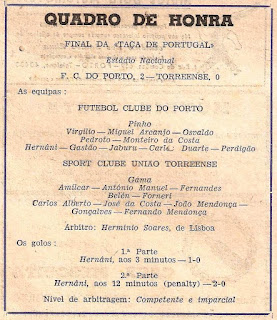 QUADRO DE HONRA
FINAL DA «TAÇA DE PORTUGAL»
Estádio Nacional
F. C. DO PORTO, 2 — TORREENSE, 0
As equipas :
FUTEBOL CLUBE DO PORTO
Pinho
Virgílio — Miguel Arcanjo — Osvaldo
Pedroto — Monteiro da Costa
Hernâni — Gastão — Jaburu — Carlos Duarte — Perdigão
SPORT CLUBE UNIÃO TORREENSE
Gama
Amílcar — António Manuel — Fernandes
Belén — Forneri
Carlos Alberto — José da Costa — João Mendonça —
Gonçalves — Fernando Mendonça
Árbitro: Hermínio Soares, de Lisboa
Os golos :
1.ª Parte
Hernâni, aos 3 minutos — 1-0
2.ª Parte
Hernâni, aos 12 minutos (penalty) — 2-0
Nível de arbitragem: Competente e imparcial